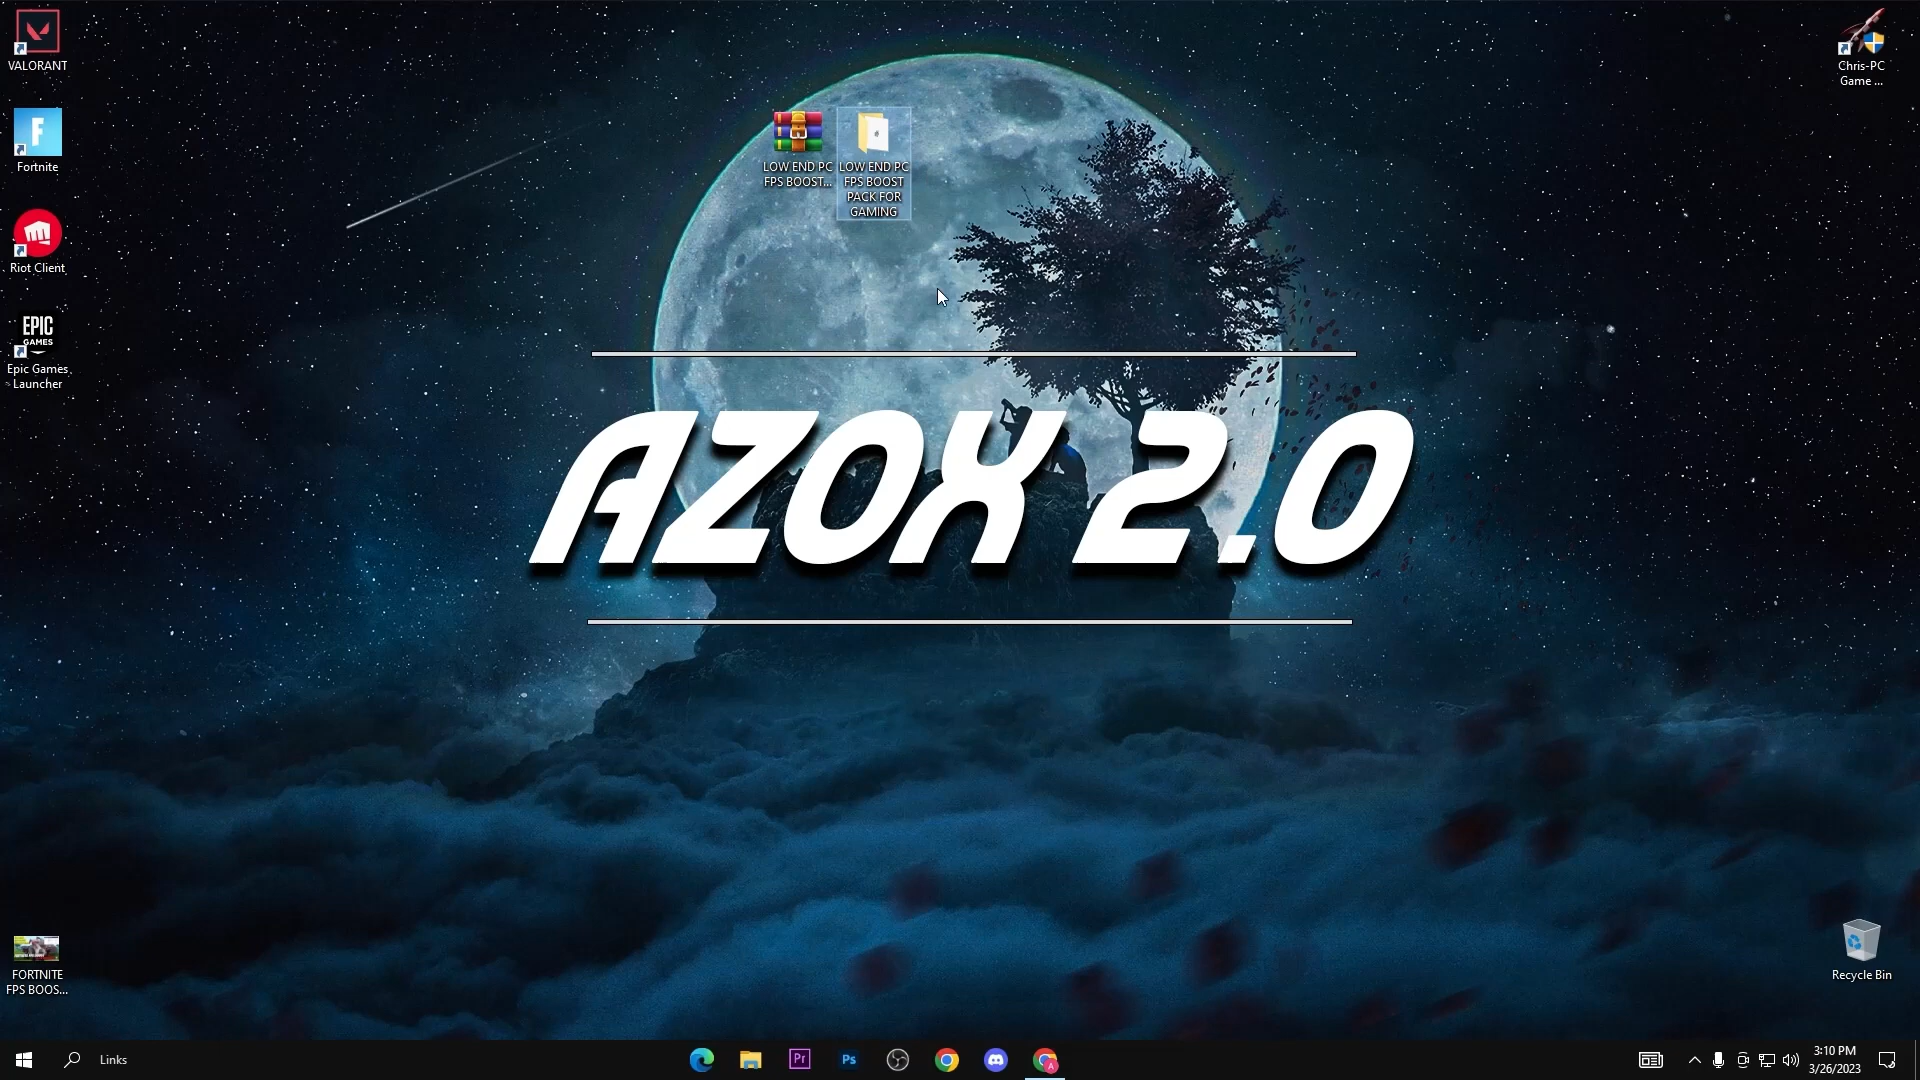 VALORANT
Fortnite
Riot Client
EPIC
GAMES
Epic Games
Launcher
LOW END PC
FPS BOOST...
LOW END PC
FPS BOOST
PACK FOR
GAMING
Chris-PC
Game ...
AZOX 2.0
FORTNITE
FPS BOOS...
Recycle Bin
Links
Pr
Ps
A
3:10 PM
3/26/2023